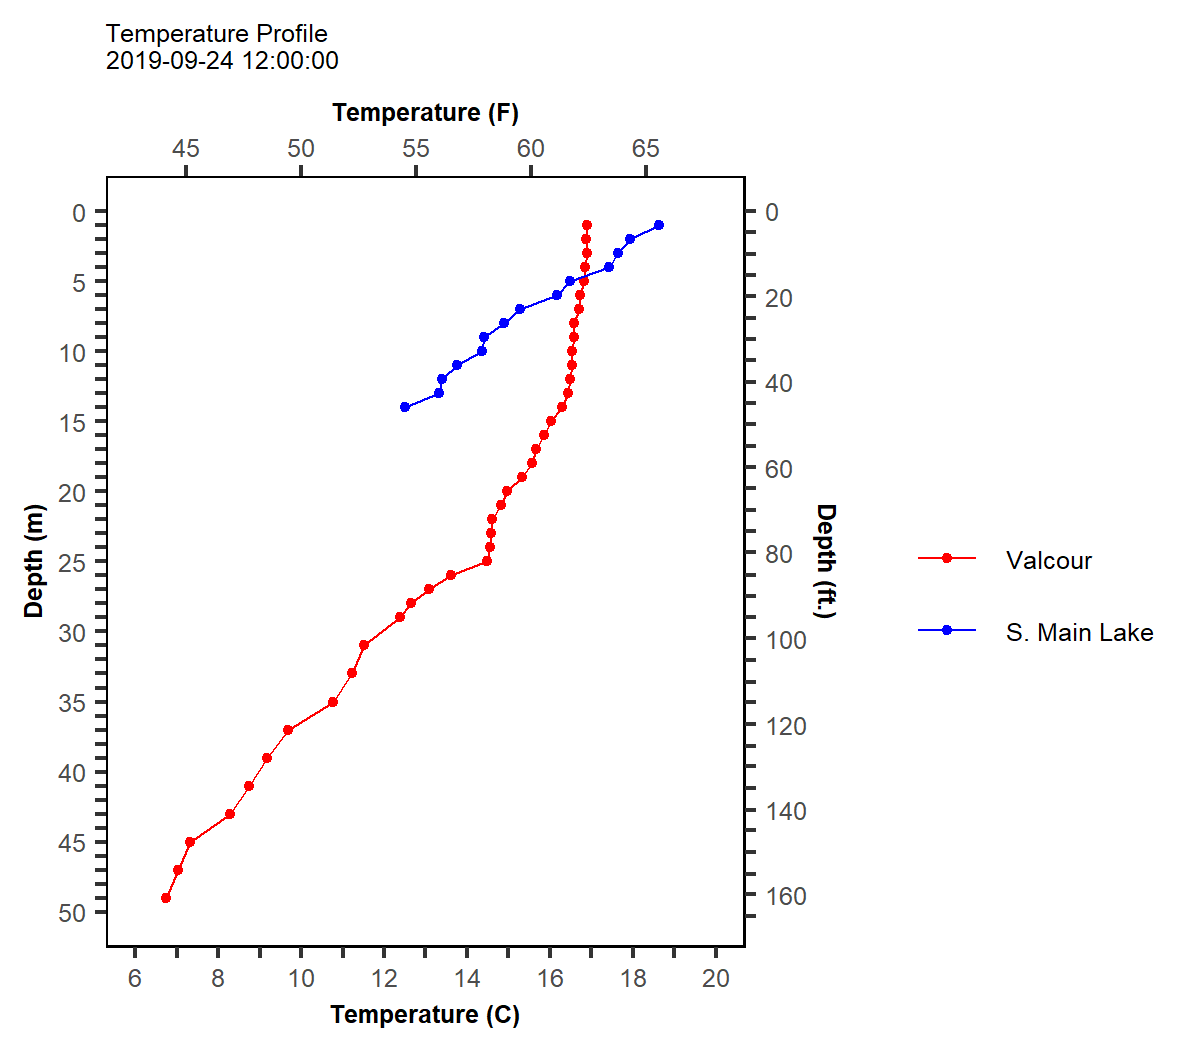 Temperature Profile
2019-09-24 12:00:00
Temperature (F)
45 50 55 60 65
0 0
5
20
10
40
15
60
20
Depth (m) Depth (ft.)
25 80
Valcour
30 100
S. Main Lake
35
120
40
140
45
160
50
6 8 10 12 14 16 18 20
Temperature (C)